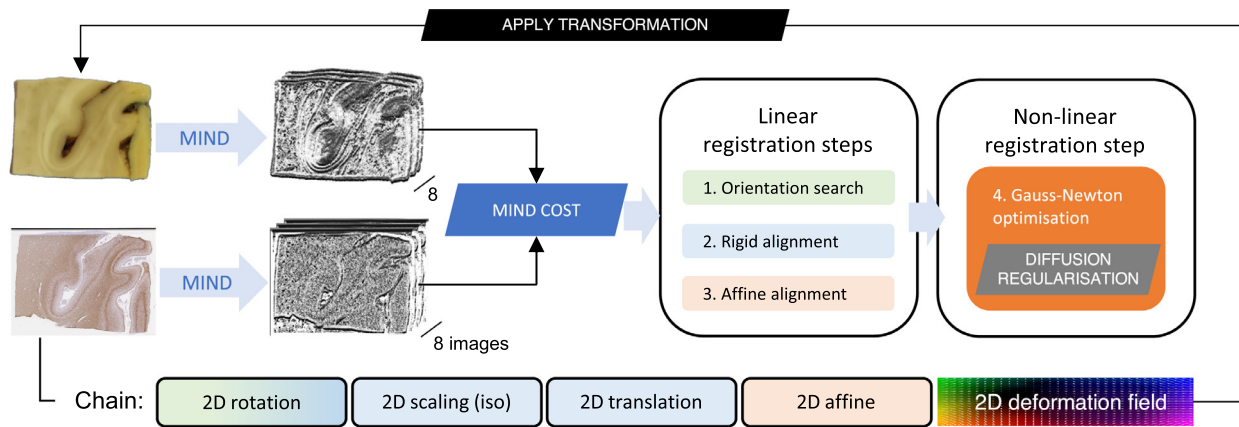 APPLY TRANSFORMATION
MIND
8
MIND COST
MIND
8 images
Linear
registration steps
1. Orientation search
2. Rigid alignment
3. Affine alignment
Non-linear
registration step
4. Gauss-Newton
optimisation
DIFFUSION
REGULARISATION
Chain:
2D rotation
2D scaling (iso)
2D translation
2D affine
2D deformation field